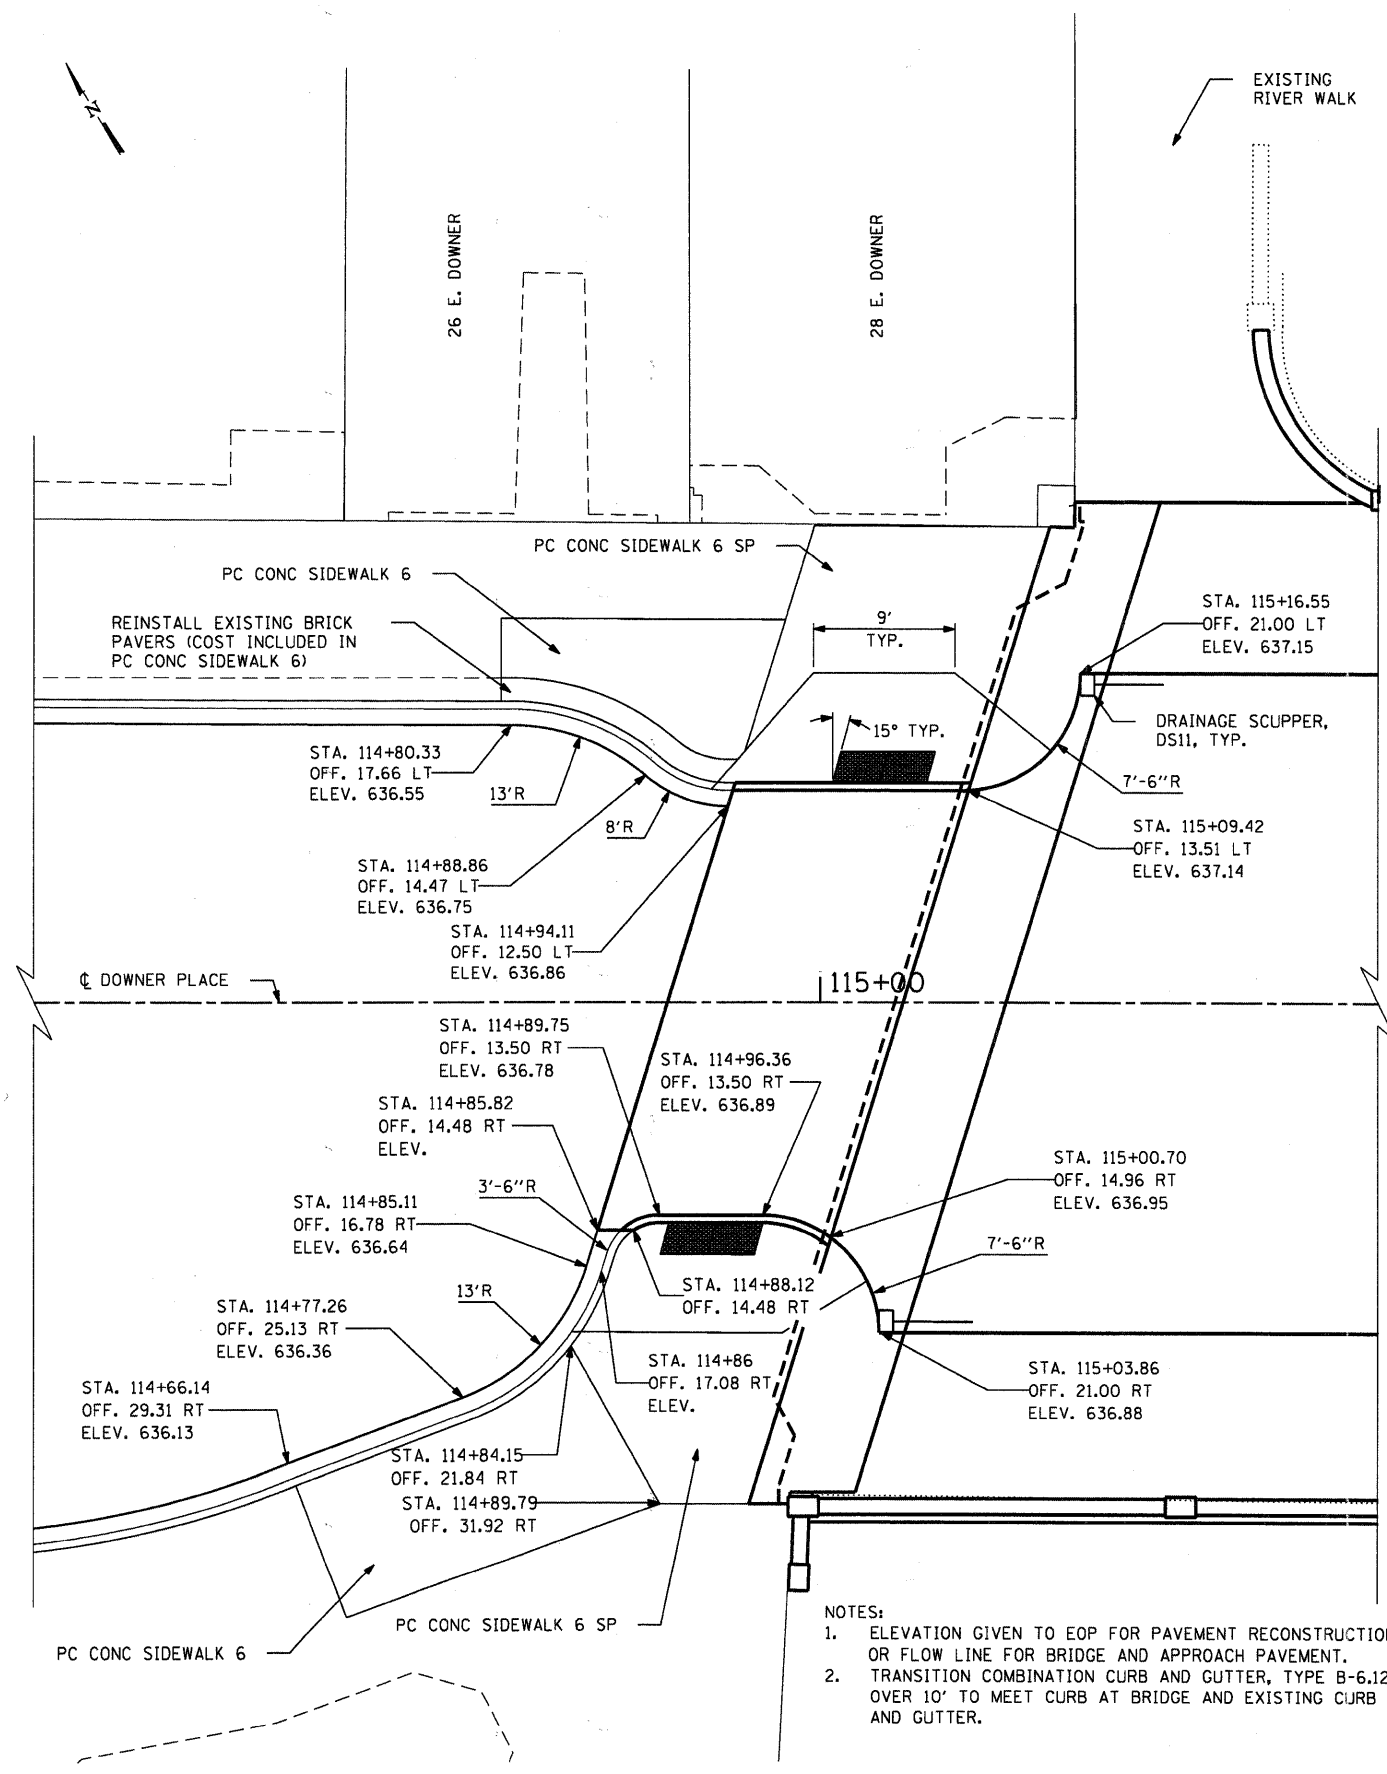 EXISTING
RIVER WALK
N
26 E. DOWNER
28 E. DOWNER
PC CONC SIDEWALK 6 SP
PC CONC SIDEWALK 6
REINSTALL EXISTING BRICK
PAVERS (COST INCLUDED IN
PC CONC SIDEWALK 6)
9'
TYP.
STA. 115+16.55
OFF. 21.00 LT
ELEV. 637.15
15° TYP.
DRAINAGE SCUPPER,
DS11, TYP.
STA. 114+80.33
OFF. 17.66 LT
ELEV. 636.55
13'R
8'R
7'-6"R
STA. 115+09.42
OFF. 13.51 LT
ELEV. 637.14
STA. 114+88.86
OFF. 14.47 LT
ELEV. 636.75
STA. 114+94.11
OFF. 12.50 LT
ELEV. 636.86
℄ DOWNER PLACE
115+00
STA. 114+89.75
OFF. 13.50 RT
ELEV. 636.78
STA. 114+96.36
OFF. 13.50 RT
ELEV. 636.89
STA. 114+85.82
OFF. 14.48 RT
ELEV.
STA. 115+00.70
OFF. 14.96 RT
ELEV. 636.95
3'-6"R
STA. 114+85.11
OFF. 16.78 RT
ELEV. 636.64
7'-6"R
STA. 114+88.12
OFF. 14.48 RT
13'R
STA. 114+77.26
OFF. 25.13 RT
ELEV. 636.36
STA. 114+86
OFF. 17.08 RT
ELEV.
STA. 115+03.86
OFF. 21.00 RT
ELEV. 636.88
STA. 114+66.14
OFF. 29.31 RT
ELEV. 636.13
STA. 114+84.15
OFF. 21.84 RT
STA. 114+89.79
OFF. 31.92 RT
PC CONC SIDEWALK 6 SP
PC CONC SIDEWALK 6
NOTES:
1. ELEVATION GIVEN TO EOP FOR PAVEMENT RECONSTRUCTION
OR FLOW LINE FOR BRIDGE AND APPROACH PAVEMENT.
2. TRANSITION COMBINATION CURB AND GUTTER, TYPE B-6.12
OVER 10' TO MEET CURB AT BRIDGE AND EXISTING CURB
AND GUTTER.